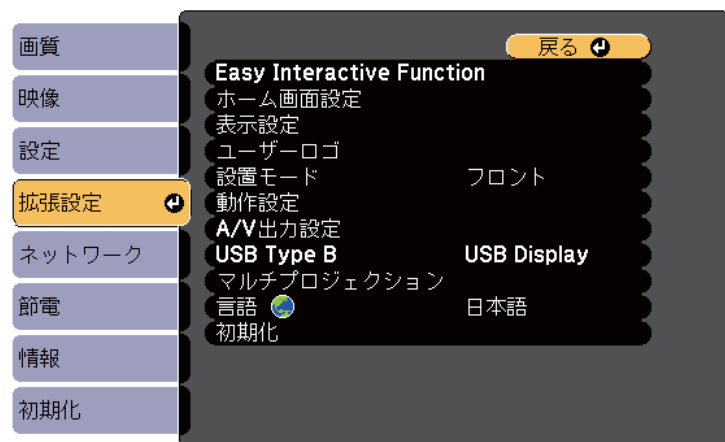 画質
映像
設定
拡張設定
ネットワーク
節電
情報
初期化
戻る
Easy Interactive Function
ホーム画面設定
表示設定
ユーザーロゴ
設置モード フロント
動作設定
A/V出力設定
USB Type B USB Display
マルチプロジェクション
言語 日本語
初期化